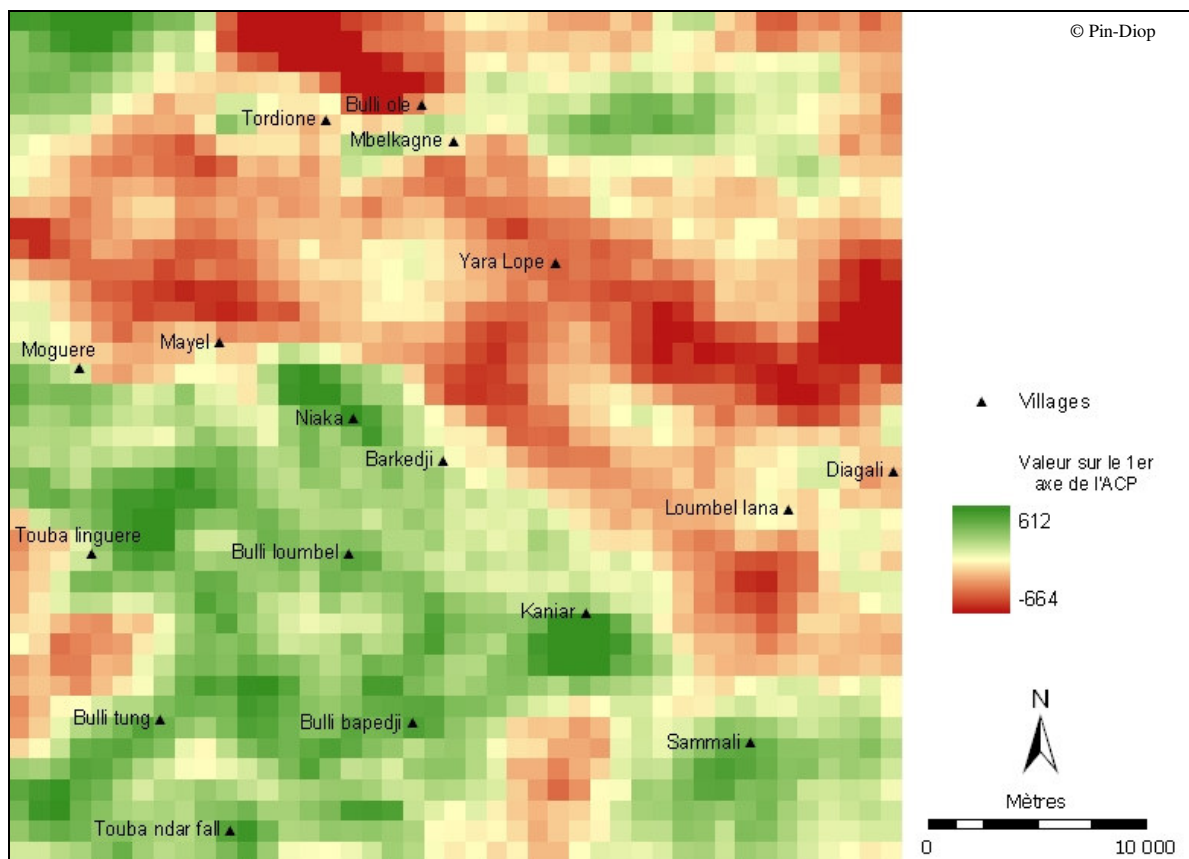 © Pin-Diop
Bulli ole
Tordione
Mbelkagne
Yara Lope
Mayel
Moguere
Niaka
Barkedji
Diagali
Loumbel lana
Touba linguere
Bulli loumbel
Kaniar
Bulli tung
Bulli bapedji
Sammali
Touba ndar fall
Villages
Valeur sur le 1er
axe de l'ACP
612
-664
N
Mètres
0 10 000